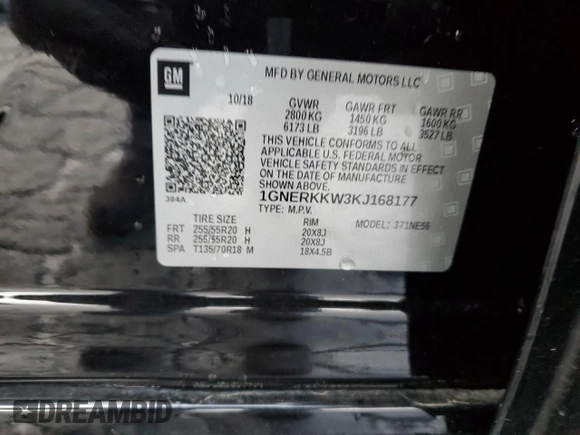 GM
MFD BY GENERAL MOTORS LLC
10/18 GVWR GAWR FRT GAWR RR
2800 KG 1450 KG 1600 KG
6173 LB 3196 LB 3527 LB
THIS VEHICLE CONFORMS TO ALL
APPLICABLE U.S. FEDERAL MOTOR
VEHICLE SAFETY STANDARDS IN EFFECT
ON THE DATE OF MANUFACTURE
SHOWN ABOVE.
384A 1GNERKKW3KJ168177
TYPE: M.P.V. MODEL: 371NE56
TIRE SIZE RIM
FRT 255/55R20 H 20X8J
RR 255/55R20 H 20X8J
SPA T135/70R18 M 18X4.5B
DREAMBID